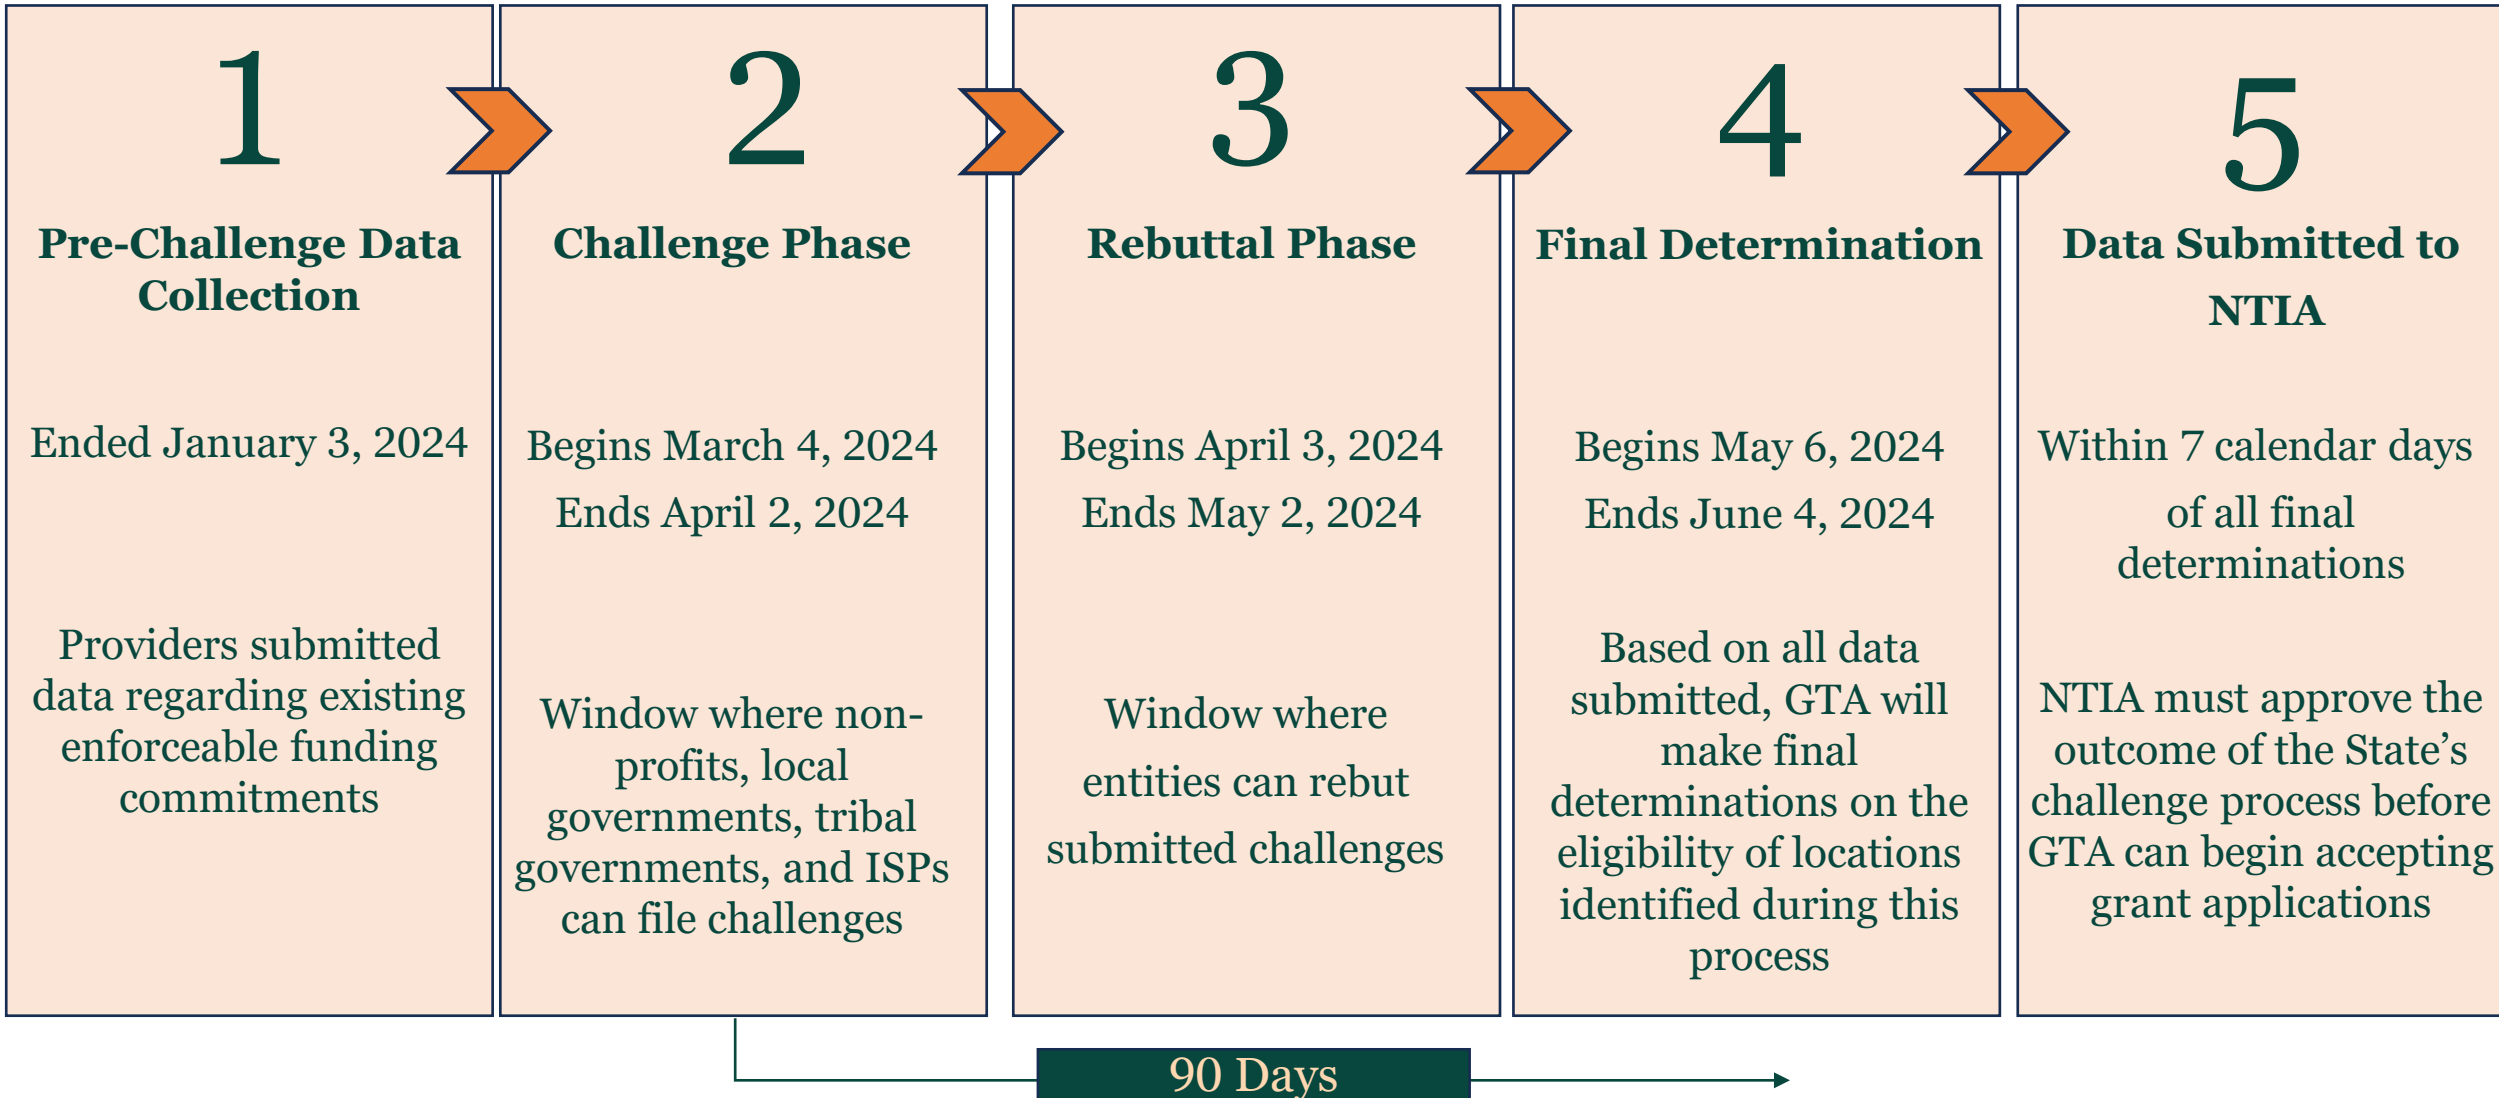 1
Pre-Challenge Data
Collection
Ended January 3, 2024
Providers submitted
data regarding existing
enforceable funding
commitments
2
Challenge Phase
Begins March 4, 2024
Ends April 2, 2024
Window where non-
profits, local
governments, tribal
governments, and ISPs
can file challenges
3
Rebuttal Phase
Begins April 3, 2024
Ends May 2, 2024
Window where
entities can rebut
submitted challenges
4
Final Determination
Begins May 6, 2024
Ends June 4, 2024
Based on all data
submitted, GTA will
make final
determinations on the
eligibility of locations
identified during this
process
5
Data Submitted to
NTIA
Within 7 calendar days
of all final
determinations
NTIA must approve the
outcome of the State’s
challenge process before
GTA can begin accepting
grant applications
90 Days